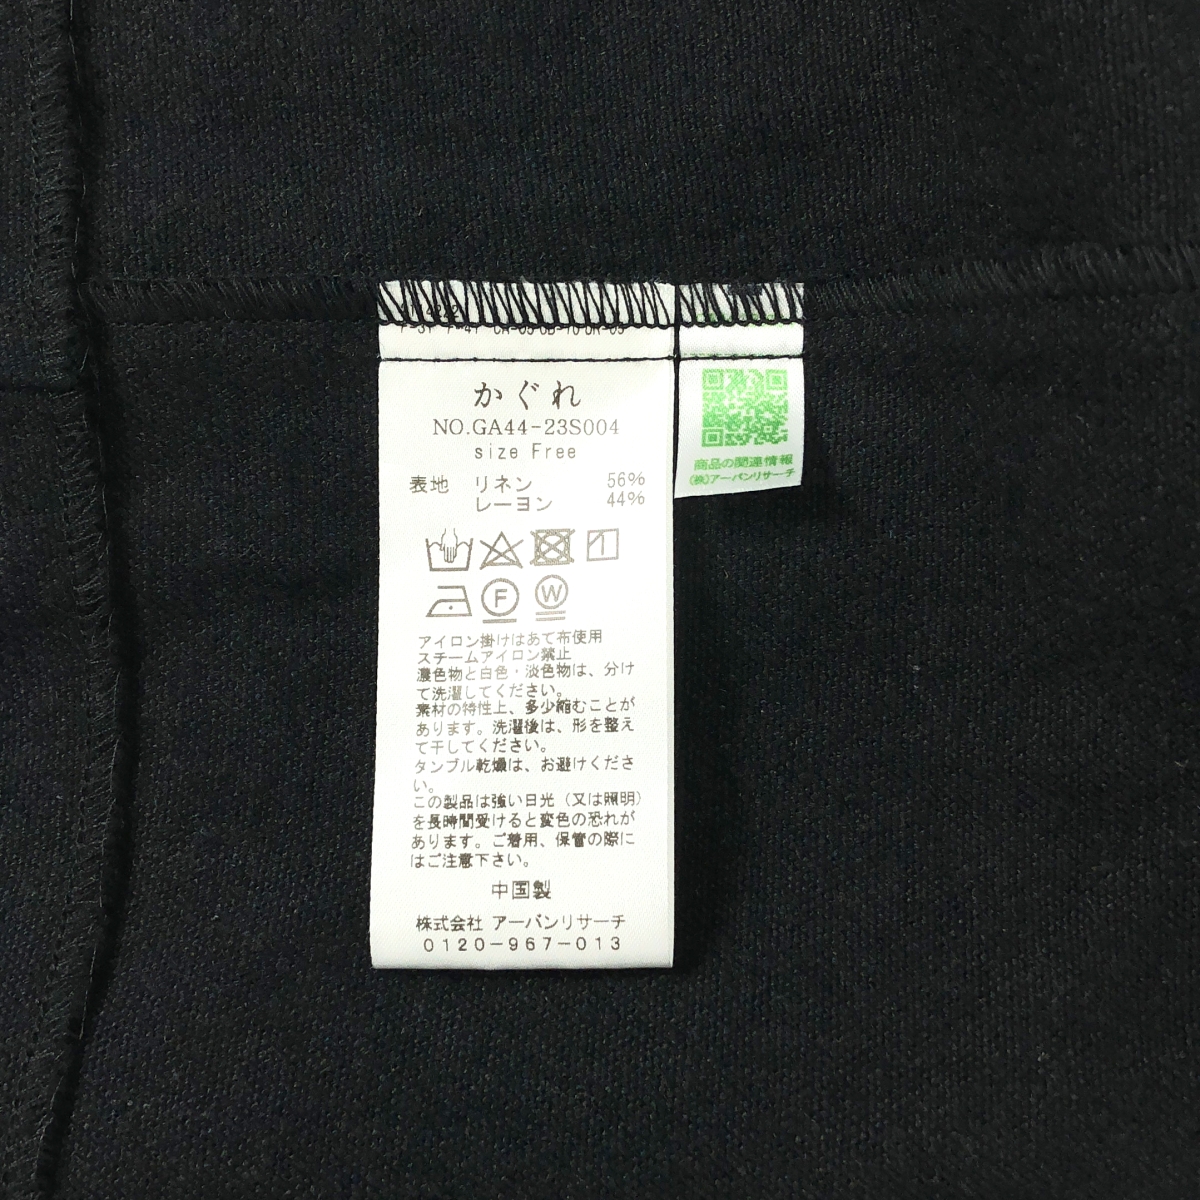 かぐれ
NO.GA44-23S004
size Free
表地 リネン 56%
レーヨン 44%
F
W
アイロン掛けはあて布使用
スチームアイロン禁止
濃色物と白色・淡色物は、分け
て洗濯してください。
素材の特性上、多少縮むことが
あります。洗濯後は、形を整え
て干してください。
タンブル乾燥は、お避けくださ
い。
この製品は強い日光（又は照明）
を長時間受けると変色の恐れが
あります。ご着用、保管の際に
はご注意下さい。
中国製
株式会社 アーバンリサーチ
0120-967-013
商品の関連情報
(株)アーバンリサーチ